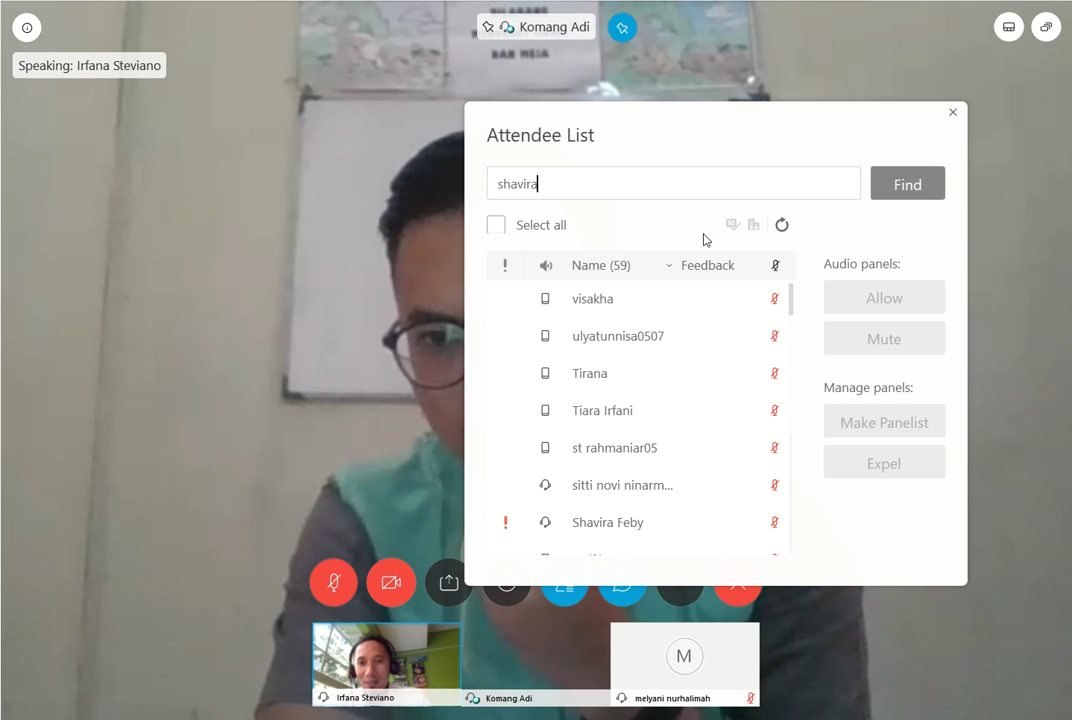 Komang Adi
Speaking: Irfana Steviano
BAR MEJA
Attendee List
shavira
Find
Select all
Name (59)
Feedback
visakha
ulyatunnisa0507
Tirana
Tiara Irfani
st rahmaniar05
sitti novi ninarm...
Shavira Feby
Audio panels:
Allow
Mute
Manage panels:
Make Panelist
Expel
M
Irfana Steviano
Komang Adi
melyani nurhalimah